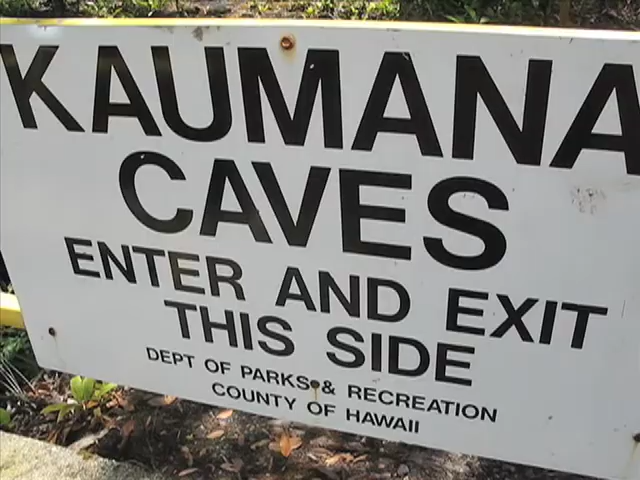 KAUMANA
CAVES
ENTER AND EXIT
THIS SIDE
DEPT OF PARKS & RECREATION
COUNTY OF HAWAII